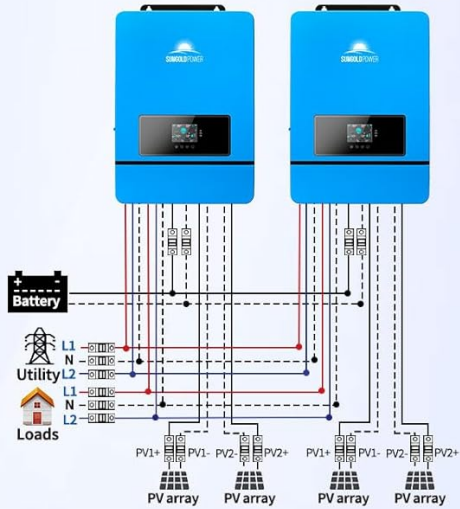 SUNGOLDPOWER SUNGOLDPOWER
+ -
Battery
L1
N
Utility L2
L1
N
Loads L2
PV1+ PV1- PV2- PV2+ PV1+ PV1- PV2- PV2+
PV array PV array PV array PV array